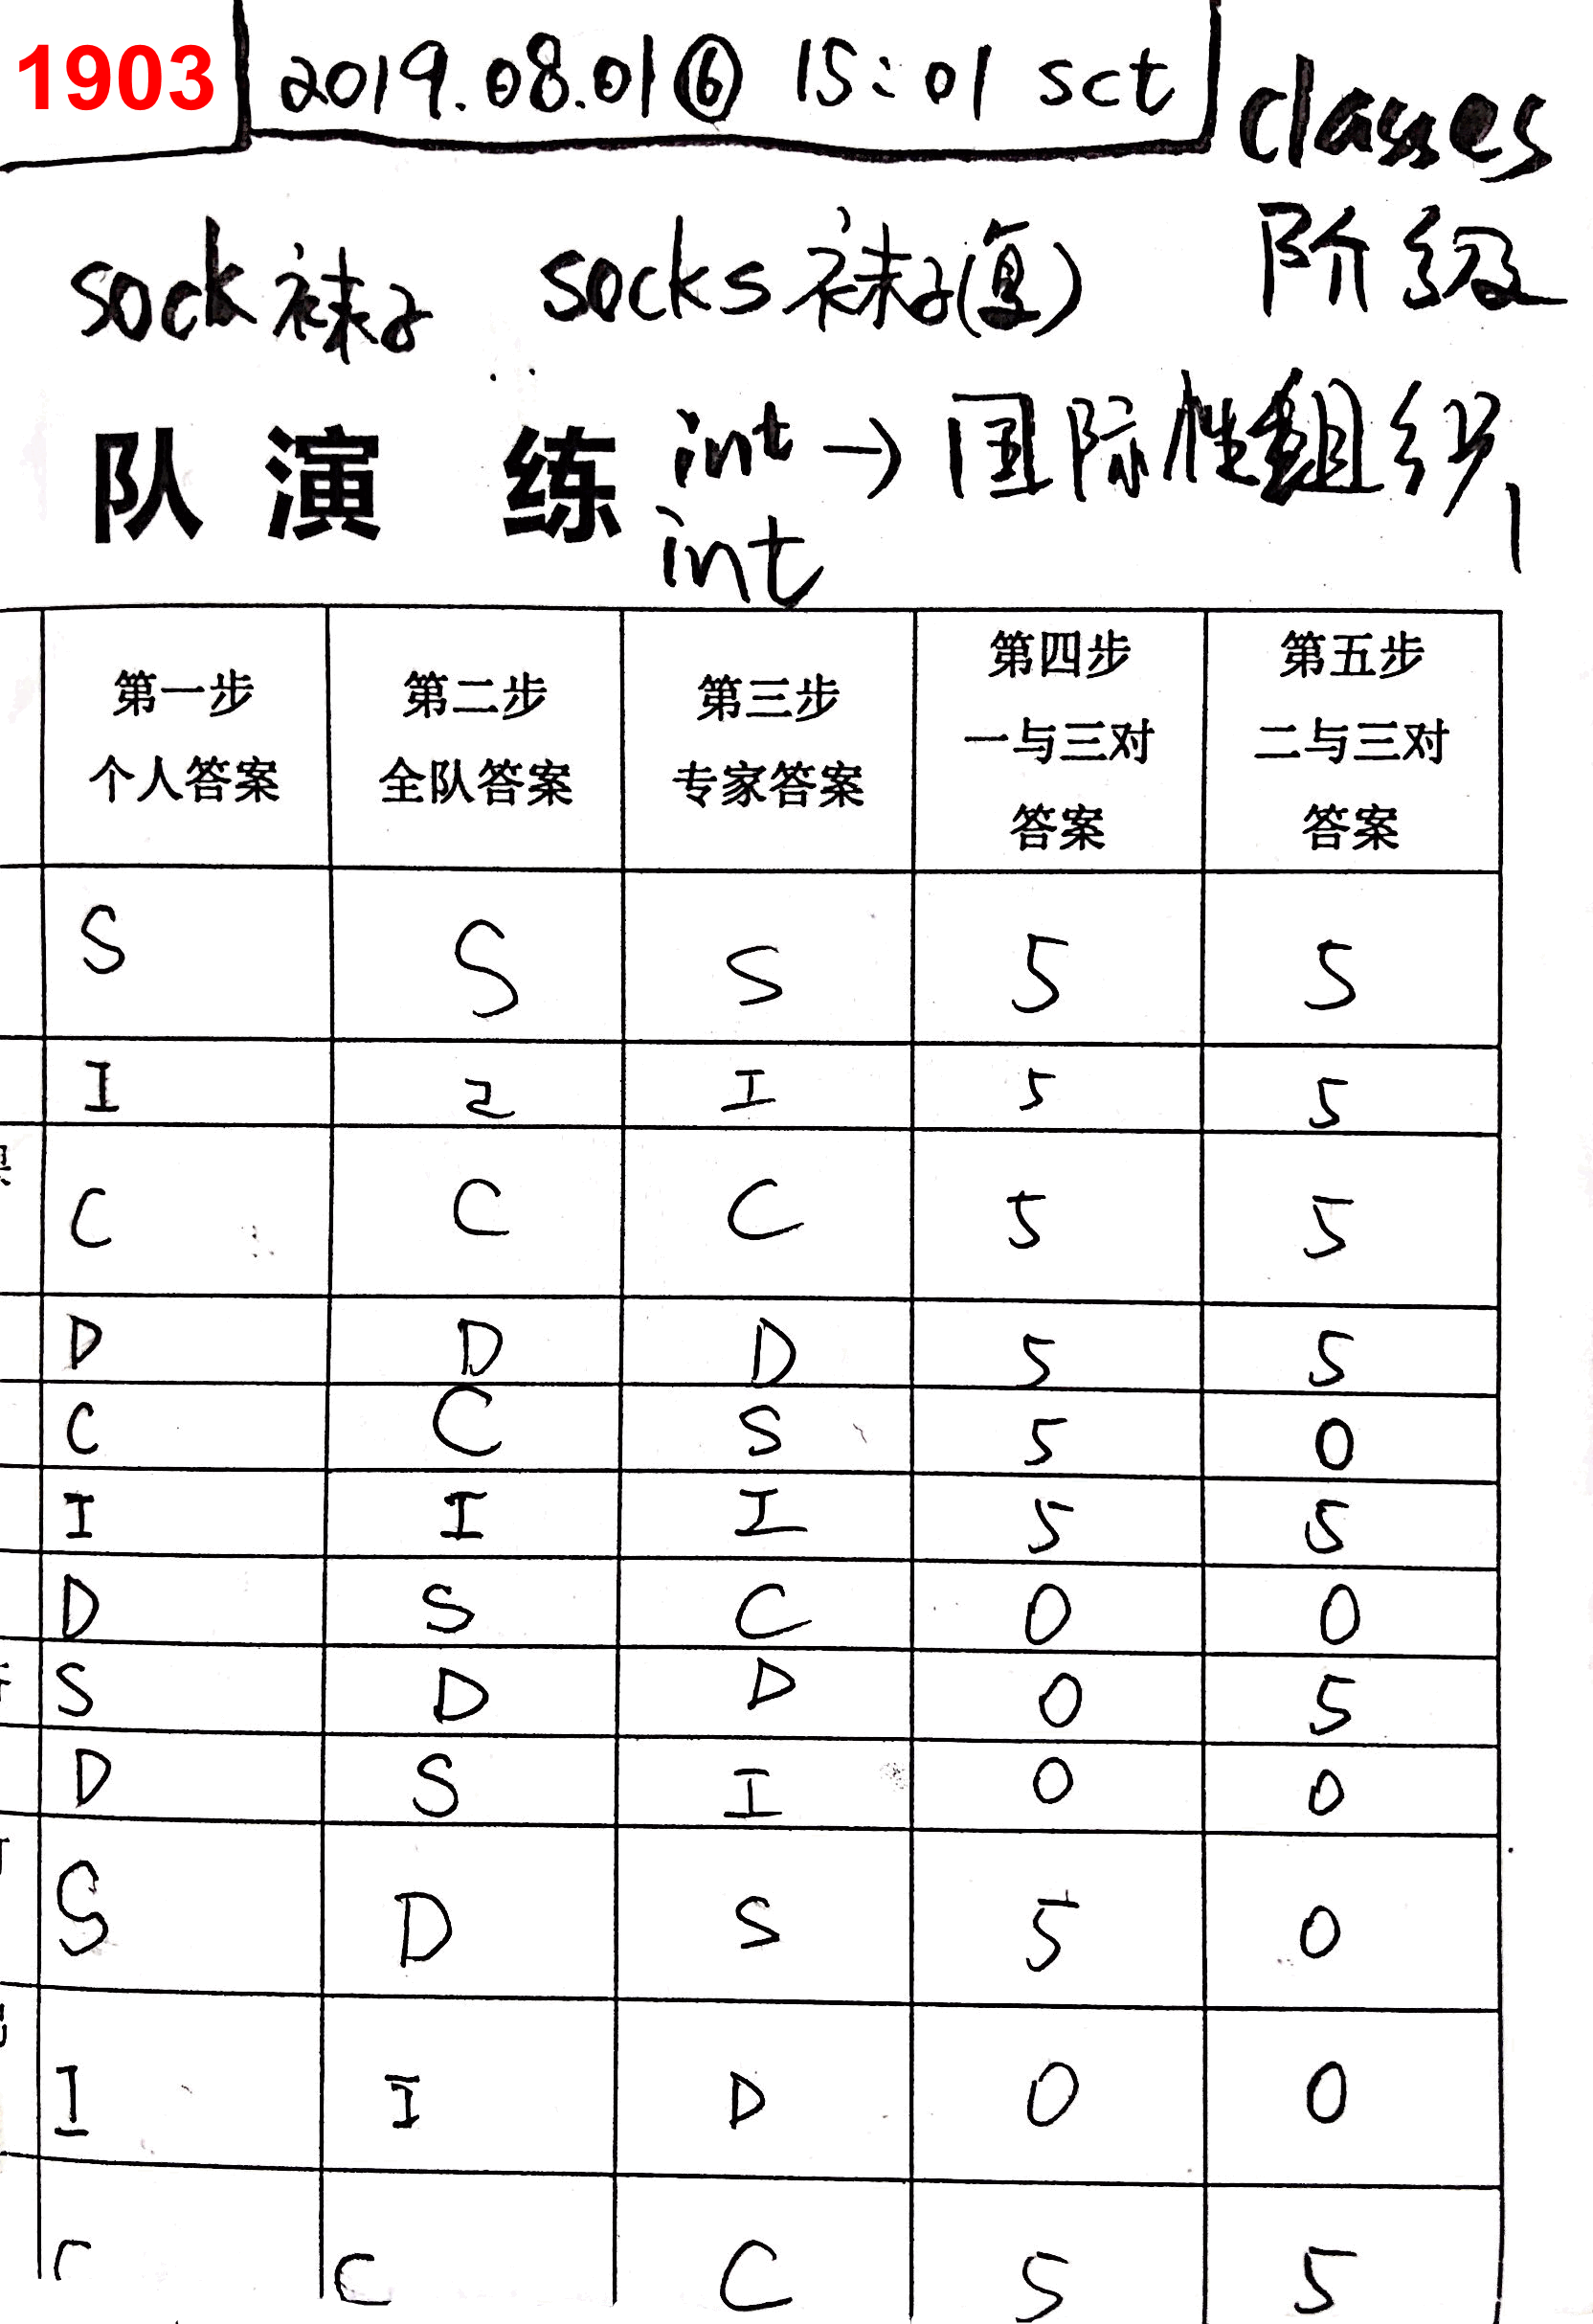 1903 2019.08.01⑥ 15:01 sct classes
sock 袜子 socks 袜子(复) 阶级
队演 练 int→国际性组织
int
第一步 个人答案 第二步 全队答案 第三步 专家答案 第四步 一与三对答案 第五步 二与三对答案
S S S 5 5
I I 5 5
C C C 5 5
D D D 5 5
C C S 5 0
I I I 5 5
D S C 0 0
S D D 0 5
D S I 0 0
S D S 5 0
I I D 0 0
C C C 5 5